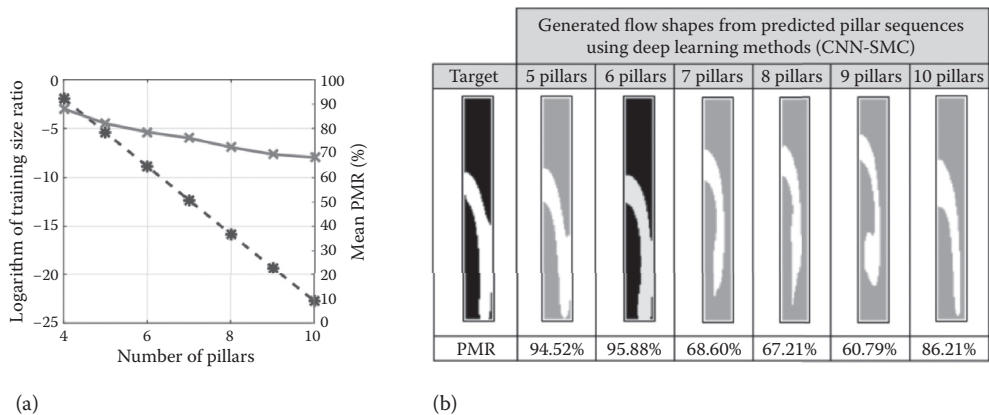 0
−5
−10
−15
−20
−25
4
6
8
10
100
90
80
70
60
50
40
30
20
10
0
Logarithm of training size ratio
Mean PMR (%)
Number of pillars
(a)
Generated flow shapes from predicted pillar sequences
using deep learning methods (CNN-SMC)
Target 5 pillars 6 pillars 7 pillars 8 pillars 9 pillars 10 pillars
PMR 94.52% 95.88% 68.60% 67.21% 60.79% 86.21%
(b)